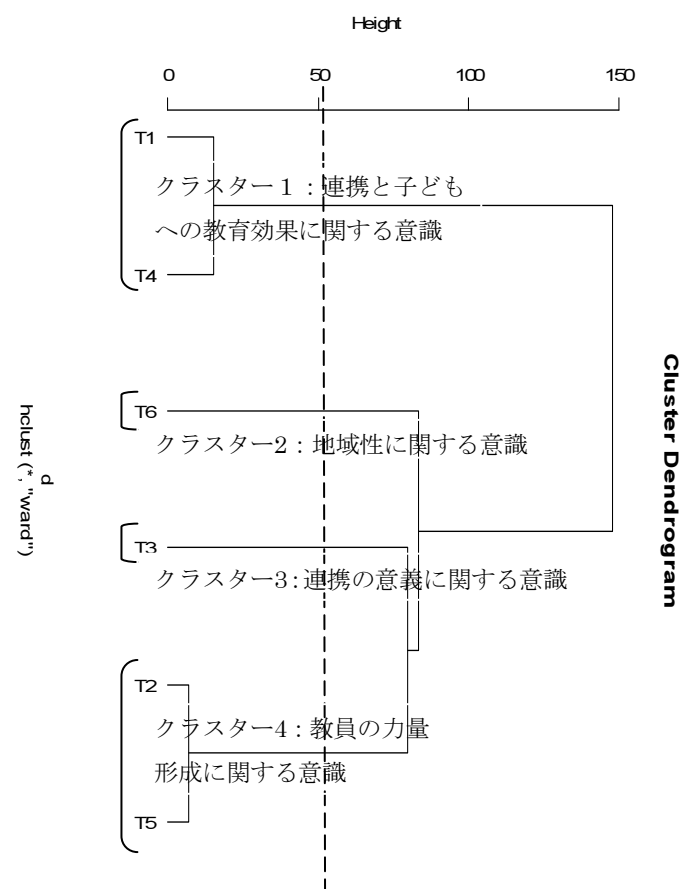 Height
0 50 100 150
T1
クラスター１：連携と子ども
への教育効果に関する意識
T4
T6
クラスター2：地域性に関する意識
T3
クラスター3：連携の意義に関する意識
T2
クラスター4：教員の力量
形成に関する意識
T5
Cluster Dendrogram
d
hclust (*, "ward")